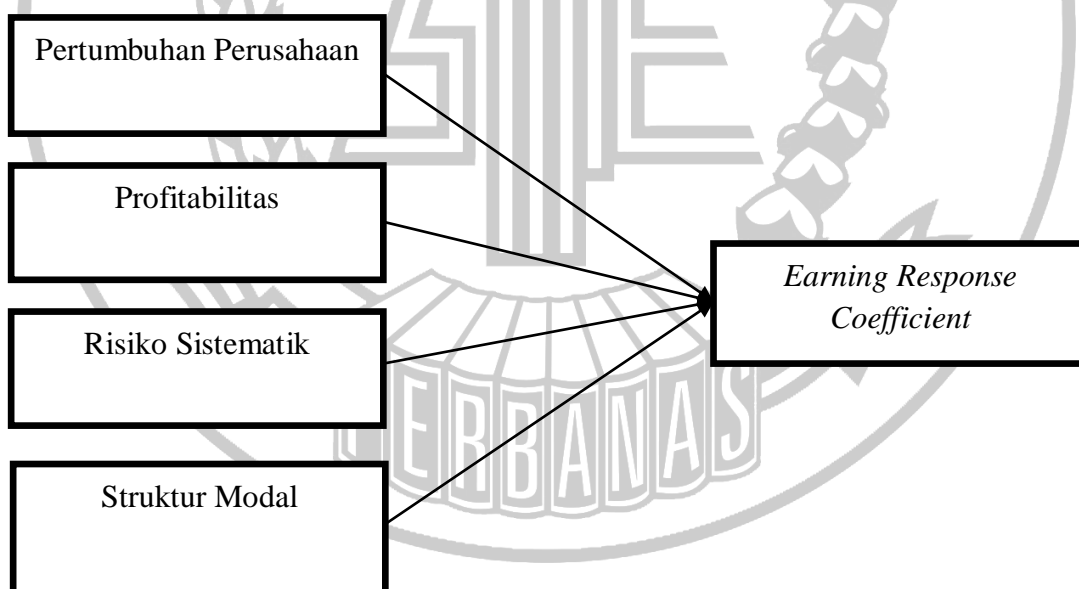 Pertumbuhan Perusahaan
Profitabilitas
Risiko Sistematik
Struktur Modal
Earning Response
Coefficient
PERBANAS